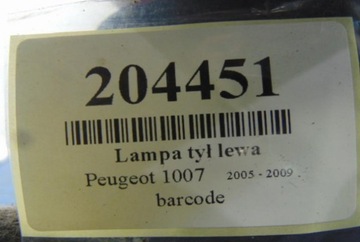 204451
Lampa tył lewa
Peugeot 1007 2005 - 2009 .
barcode